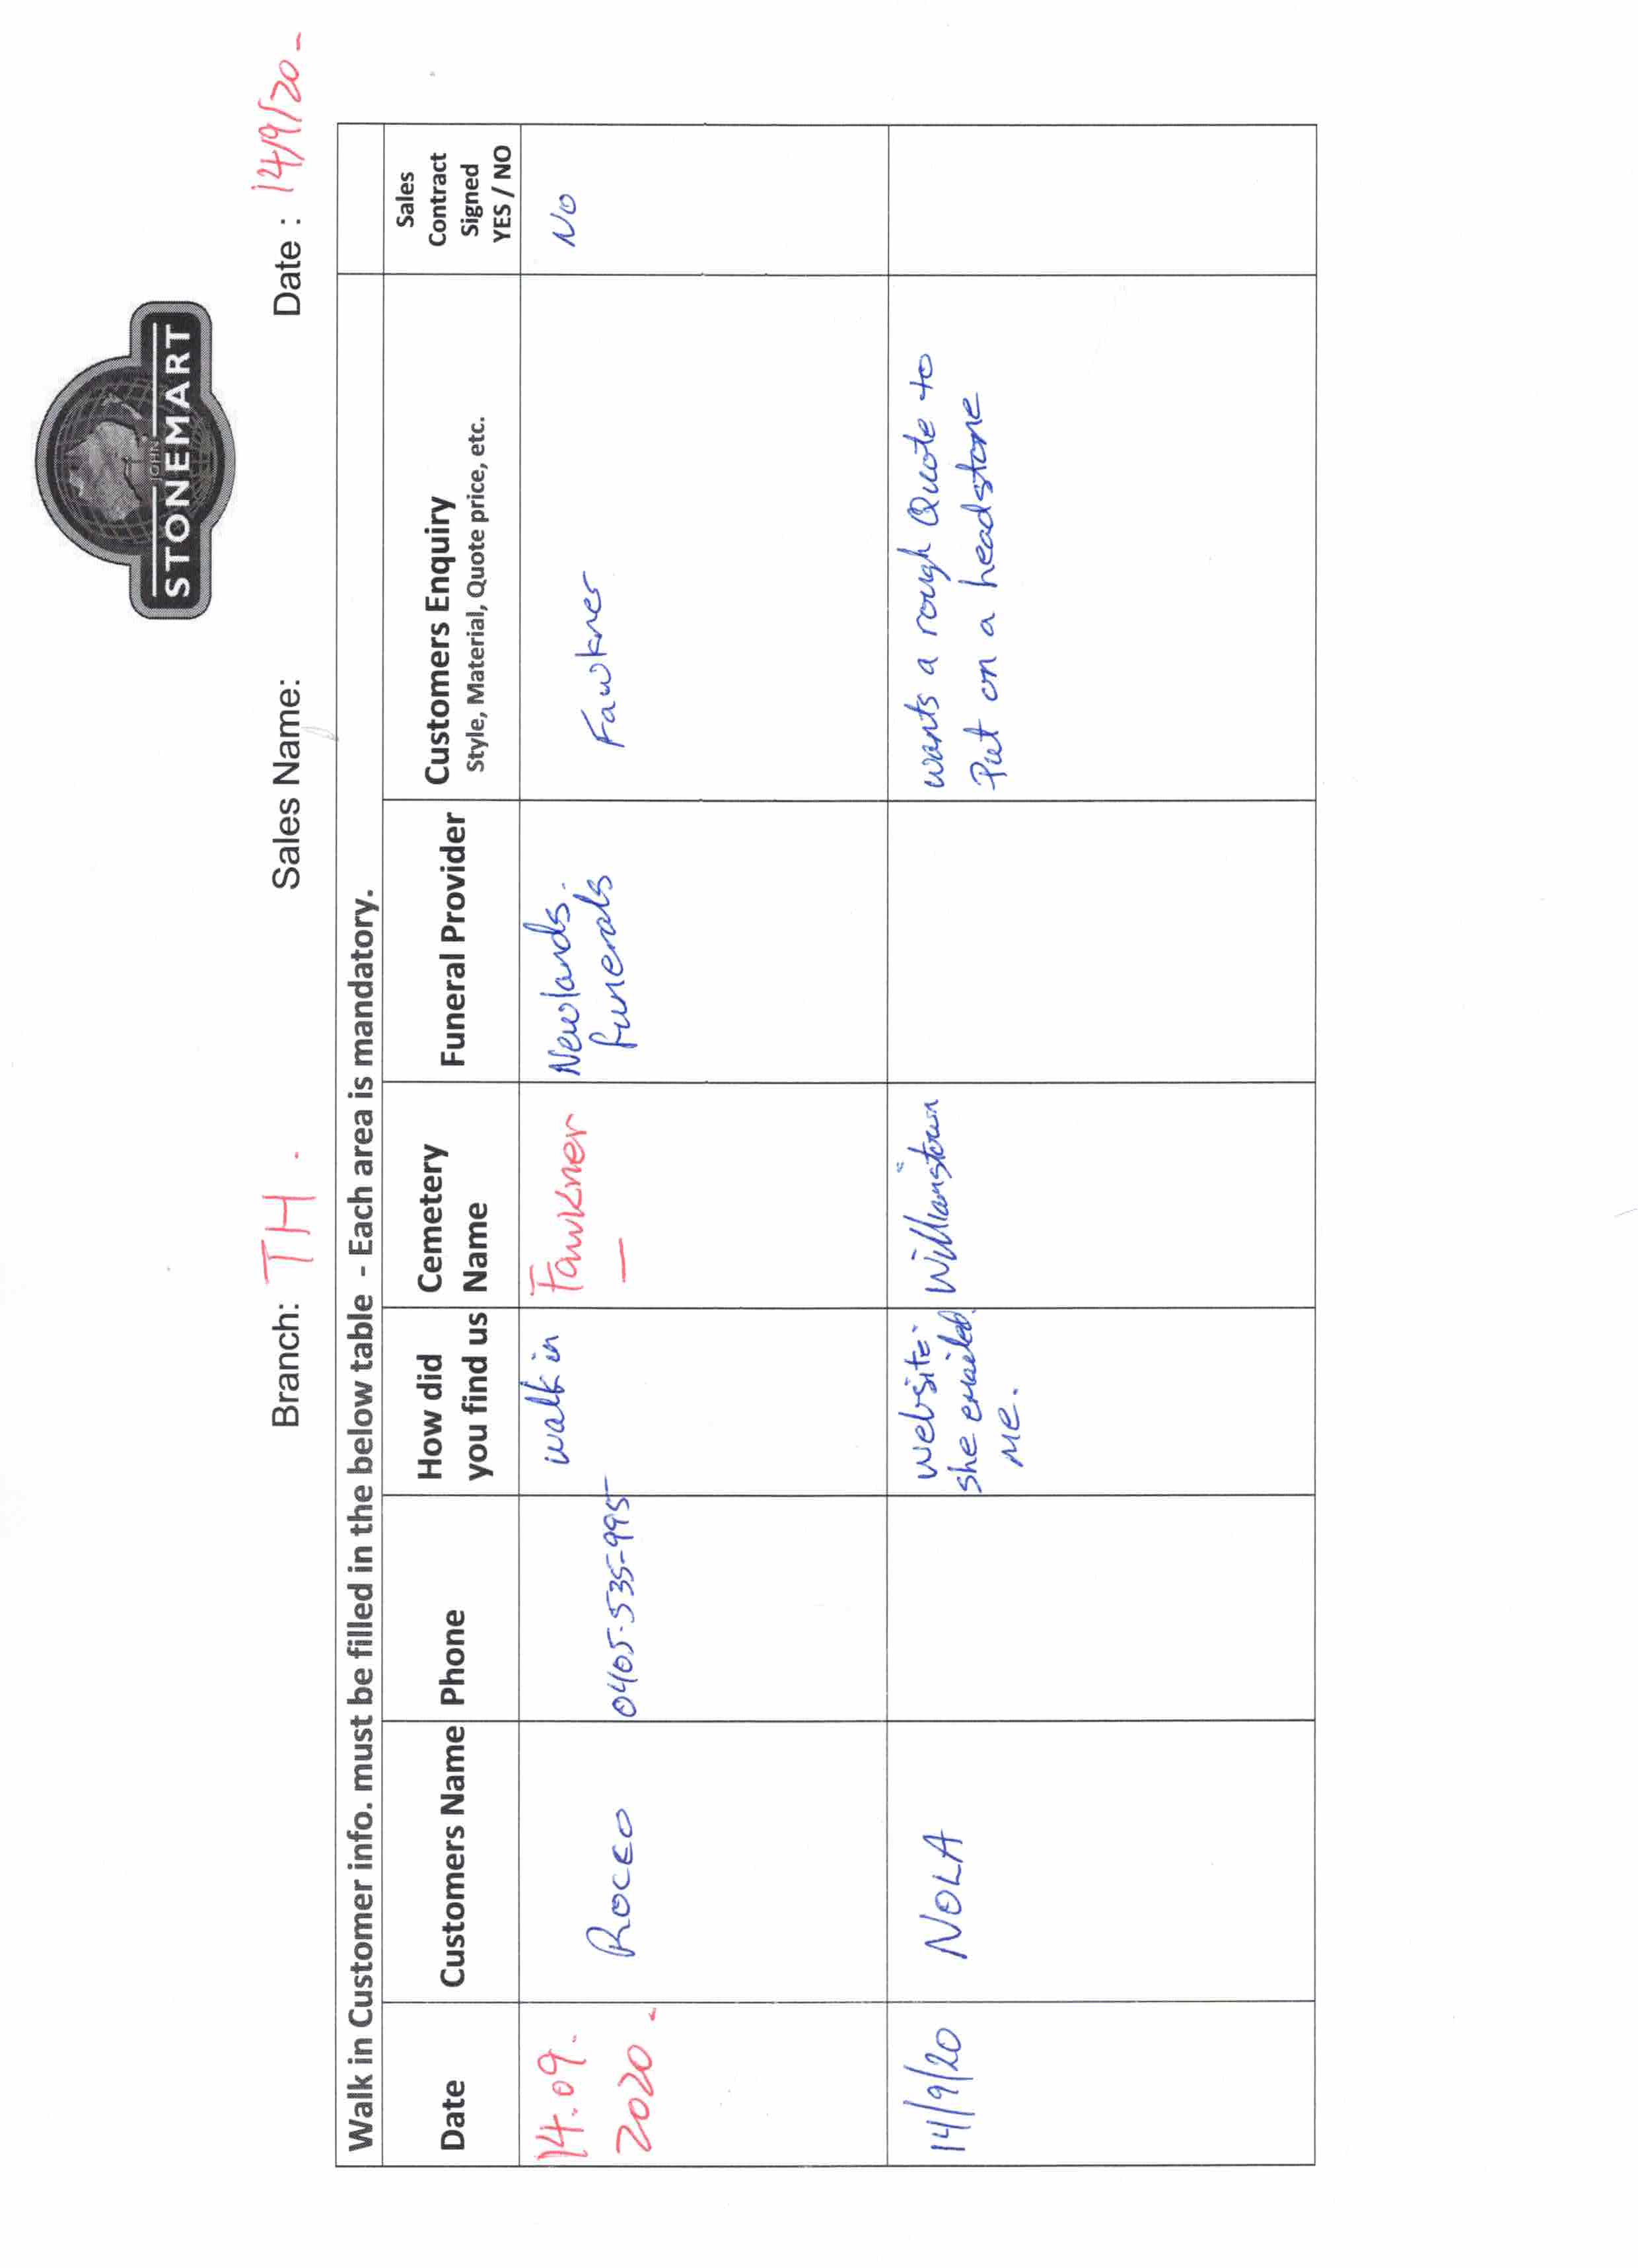 JOHN
STONEMART
Branch: TH. Sales Name: Date : 14/9/20-
Walk in Customer info. must be filled in the below table - Each area is mandatory.
Date
Customers Name
Phone
How did
you find us
Cemetery
Name
Funeral Provider
Customers Enquiry
Style, Material, Quote price, etc.
Sales
Contract
Signed
YES / NO
14.09.
2020-
Rocco
0405-535-995
walk in
Fawkner
Newlands.
funerals
Fawkner
No
14/9/20
NOLA
website-
she emailed
me.
Williamstown
wants a rough Quote to
Put on a headstone